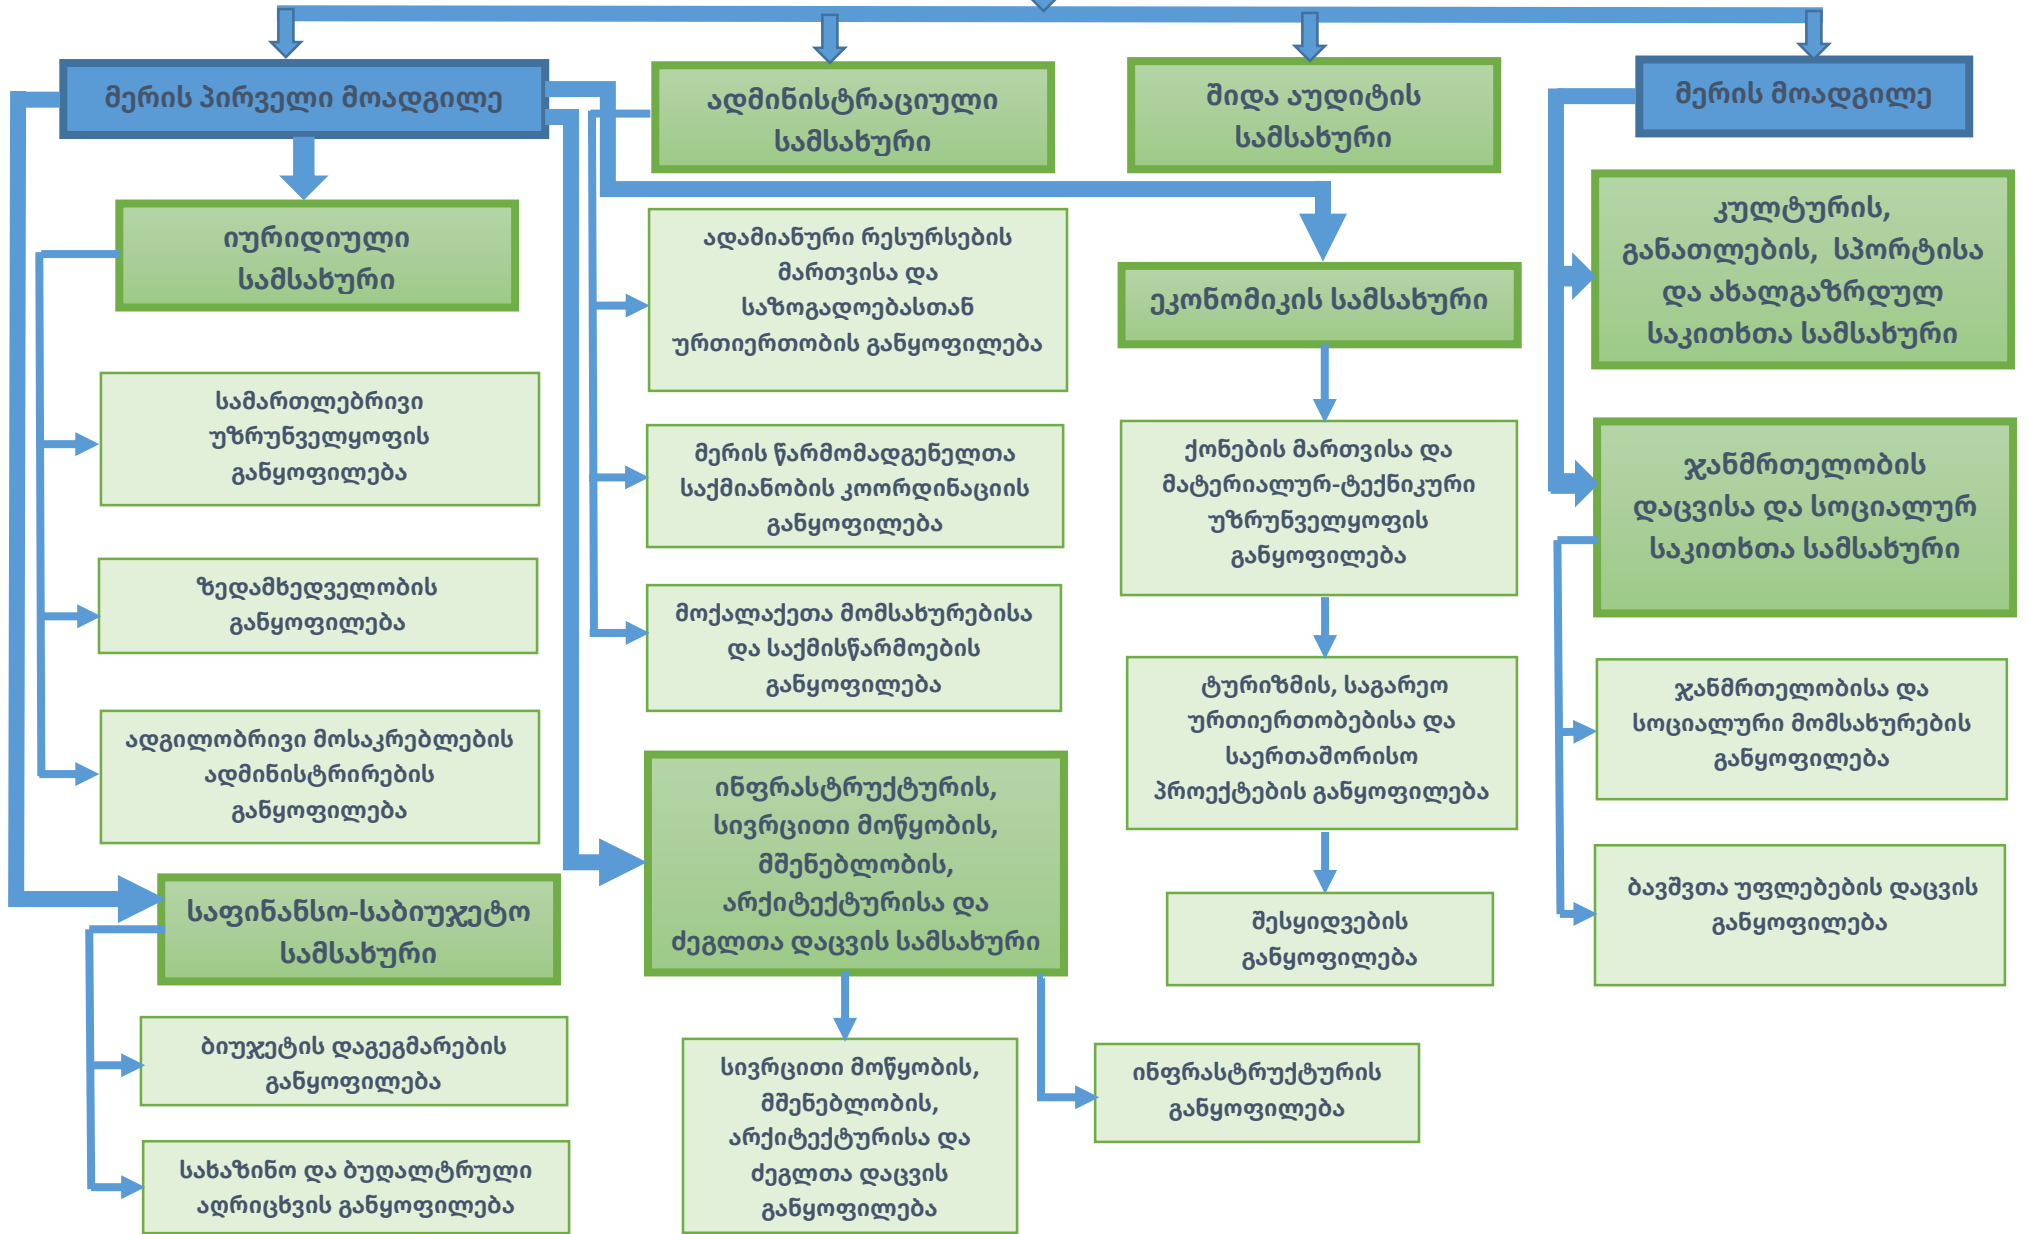 მერის პირველი მოადგილე
ადმინისტრაციული
სამსახური
შიდა აუდიტის
სამსახური
მერის მოადგილე
იურიდიული
სამსახური
სამართლებრივი
უზრუნველყოფის
განყოფილება
ზედამხედველობის
განყოფილება
ადგილობრივი მოსაკრებლების
ადმინისტრირების
განყოფილება
საფინანსო-საბიუჯეტო
სამსახური
ბიუჯეტის დაგეგმარების
განყოფილება
სახაზინო და ბუღალტრული
აღრიცხვის განყოფილება
ადამიანური რესურსების
მართვისა და
საზოგადოებასთან
ურთიერთობის განყოფილება
მერის წარმომადგენელთა
საქმიანობის კოორდინაციის
განყოფილება
მოქალაქეთა მომსახურებისა
და საქმისწარმოების
განყოფილება
ინფრასტრუქტურის,
სივრცითი მოწყობის,
მშენებლობის,
არქიტექტურისა და
ძეგლთა დაცვის სამსახური
სივრცითი მოწყობის,
მშენებლობის,
არქიტექტურისა და
ძეგლთა დაცვის
განყოფილება
ინფრასტრუქტურის
განყოფილება
ეკონომიკის სამსახური
ქონების მართვისა და
მატერიალურ-ტექნიკური
უზრუნველყოფის
განყოფილება
ტურიზმის, საგარეო
ურთიერთობებისა და
საერთაშორისო
პროექტების განყოფილება
შესყიდვების
განყოფილება
კულტურის,
განათლების, სპორტისა
და ახალგაზრდულ
საკითხთა სამსახური
ჯანმრთელობის
დაცვისა და სოციალურ
საკითხთა სამსახური
ჯანმრთელობისა და
სოციალური მომსახურების
განყოფილება
ბავშვთა უფლებების დაცვის
განყოფილება